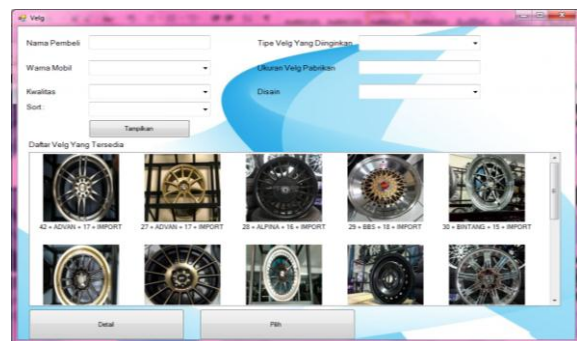 Velg
Nama Pembeli
Tipe Velg Yang Diinginkan
Warna Mobil
Ukuran Velg Pabrikan
Kwalitas
Disain
Sort :
Tampilkan
Daftar Velg Yang Tersedia
42 + ADVAN + 17 + IMPORT
27 + ADVAN + 17 + IMPORT
28 + ALPINA + 16 + IMPORT
29 + BBS + 18 + IMPORT
30 + BINTANG + 15 + IMPORT
Detail
Pilih